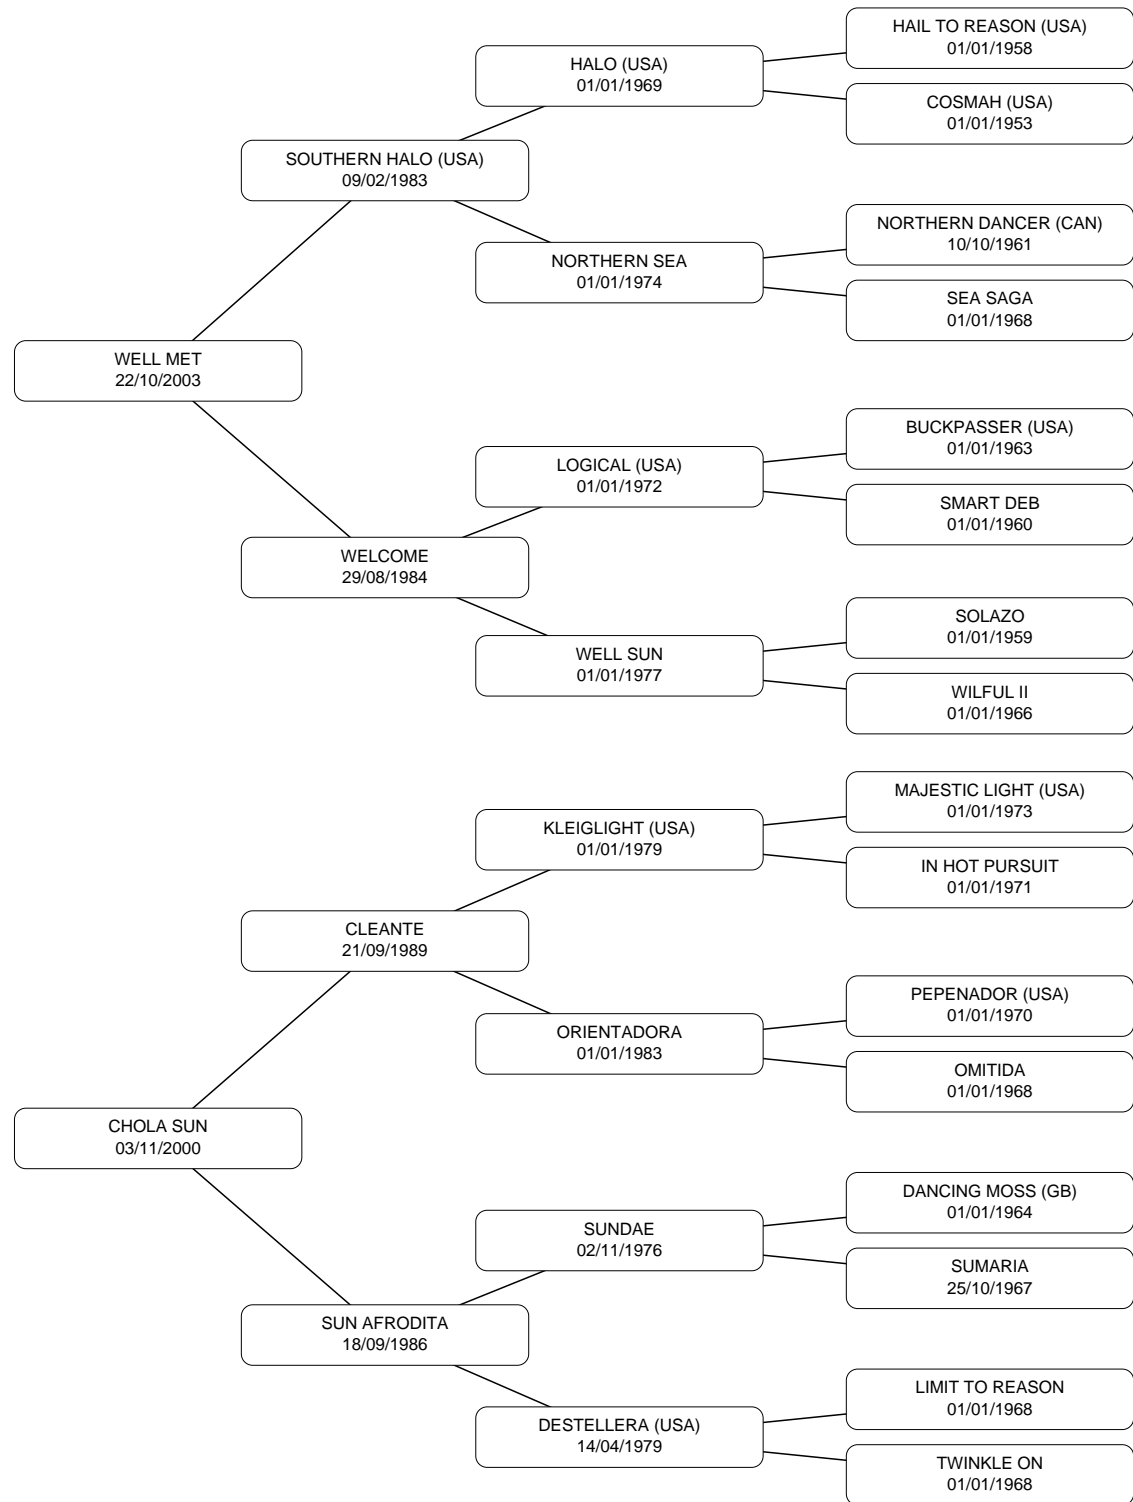 HAIL TO REASON (USA)
01/01/1958
HALO (USA)
01/01/1969
COSMAH (USA)
01/01/1953
SOUTHERN HALO (USA)
09/02/1983
NORTHERN DANCER (CAN)
10/10/1961
NORTHERN SEA
01/01/1974
SEA SAGA
01/01/1968
WELL MET
22/10/2003
BUCKPASSER (USA)
01/01/1963
LOGICAL (USA)
01/01/1972
SMART DEB
01/01/1960
WELCOME
29/08/1984
SOLAZO
01/01/1959
WELL SUN
01/01/1977
WILFUL II
01/01/1966
MAJESTIC LIGHT (USA)
01/01/1973
KLEIGLIGHT (USA)
01/01/1979
IN HOT PURSUIT
01/01/1971
CLEANTE
21/09/1989
PEPENADOR (USA)
01/01/1970
ORIENTADORA
01/01/1983
OMITIDA
01/01/1968
CHOLA SUN
03/11/2000
DANCING MOSS (GB)
01/01/1964
SUNDAE
02/11/1976
SUMARIA
25/10/1967
SUN AFRODITA
18/09/1986
LIMIT TO REASON
01/01/1968
DESTELLERA (USA)
14/04/1979
TWINKLE ON
01/01/1968